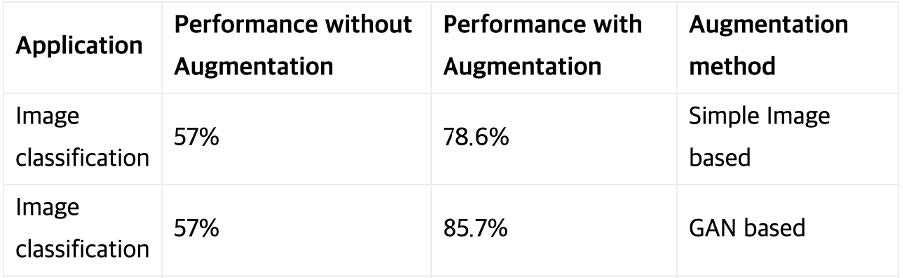 Application
Performance without
Augmentation
Performance with
Augmentation
Augmentation
method
Image
classification
57%
78.6%
Simple Image
based
Image
classification
57%
85.7%
GAN based